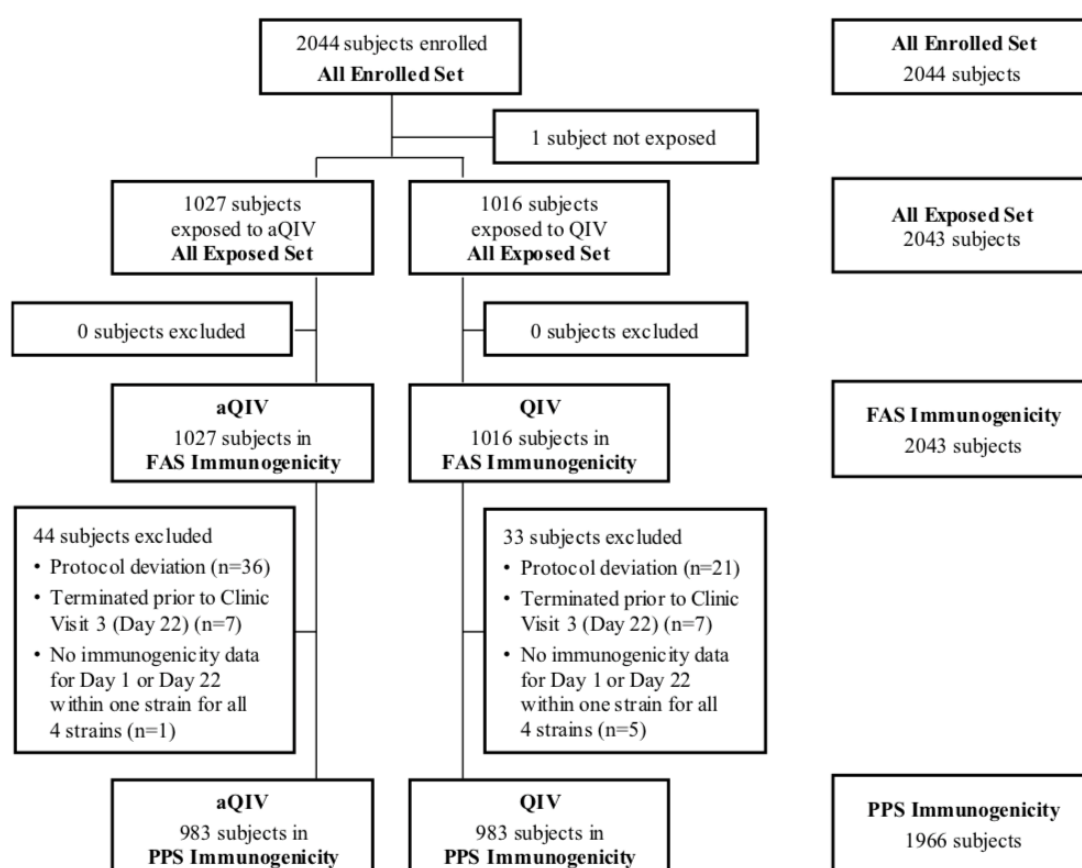 2044 subjects enrolled
All Enrolled Set
All Enrolled Set
2044 subjects
1 subject not exposed
1027 subjects
exposed to aQIV
All Exposed Set
1016 subjects
exposed to QIV
All Exposed Set
All Exposed Set
2043 subjects
0 subjects excluded
0 subjects excluded
aQIV
1027 subjects in
FAS Immunogenicity
QIV
1016 subjects in
FAS Immunogenicity
FAS Immunogenicity
2043 subjects
44 subjects excluded
• Protocol deviation (n=36)
• Terminated prior to Clinic
Visit 3 (Day 22) (n=7)
• No immunogenicity data
for Day 1 or Day 22
within one strain for all
4 strains (n=1)
33 subjects excluded
• Protocol deviation (n=21)
• Terminated prior to Clinic
Visit 3 (Day 22) (n=7)
• No immunogenicity data
for Day 1 or Day 22
within one strain for all
4 strains (n=5)
aQIV
983 subjects in
PPS Immunogenicity
QIV
983 subjects in
PPS Immunogenicity
PPS Immunogenicity
1966 subjects